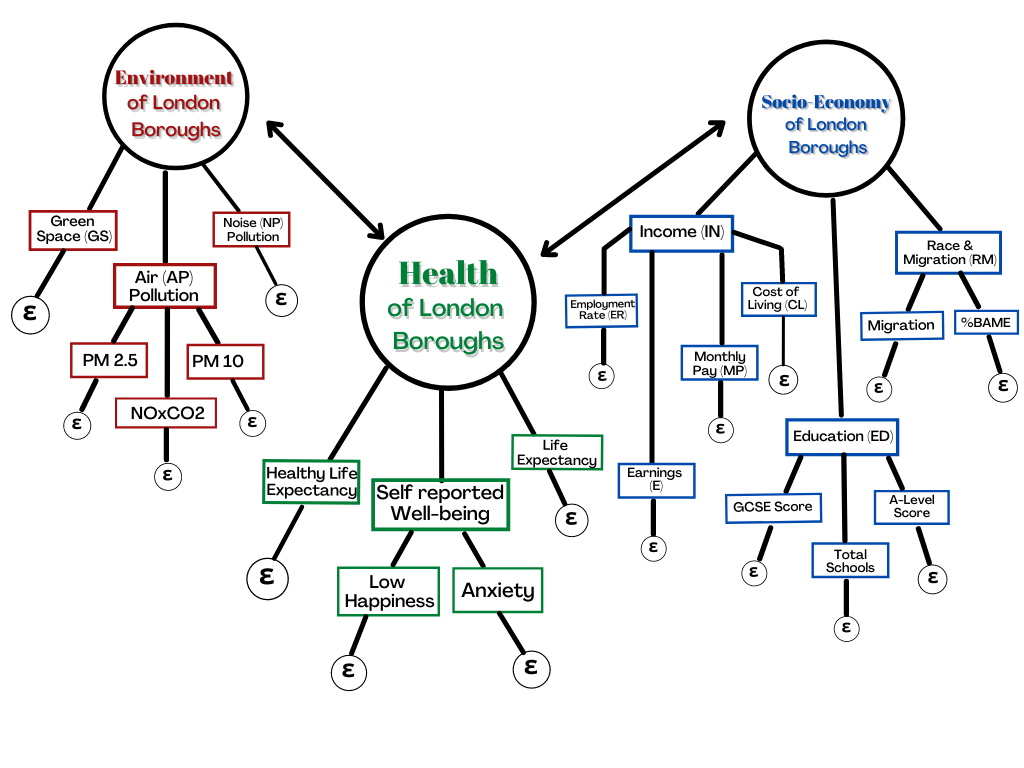 Environment
of London
Boroughs
Green
Space (GS)
ε
Noise (NP)
Pollution
ε
Air (AP)
Pollution
PM 2.5
ε
PM 10
ε
NOxCO2
ε
Health
of London
Boroughs
Healthy Life
Expectancy
ε
Self reported
Well-being
Low
Happiness
ε
Anxiety
ε
Life
Expectancy
ε
Socio-Economy
of London
Boroughs
Income (IN)
Employment
Rate (ER)
ε
Earnings
(E)
ε
Monthly
Pay (MP)
ε
Cost of
Living (CL)
ε
Education (ED)
GCSE Score
ε
Total
Schools
ε
A-Level
Score
ε
Race &
Migration (RM)
Migration
ε
%BAME
ε